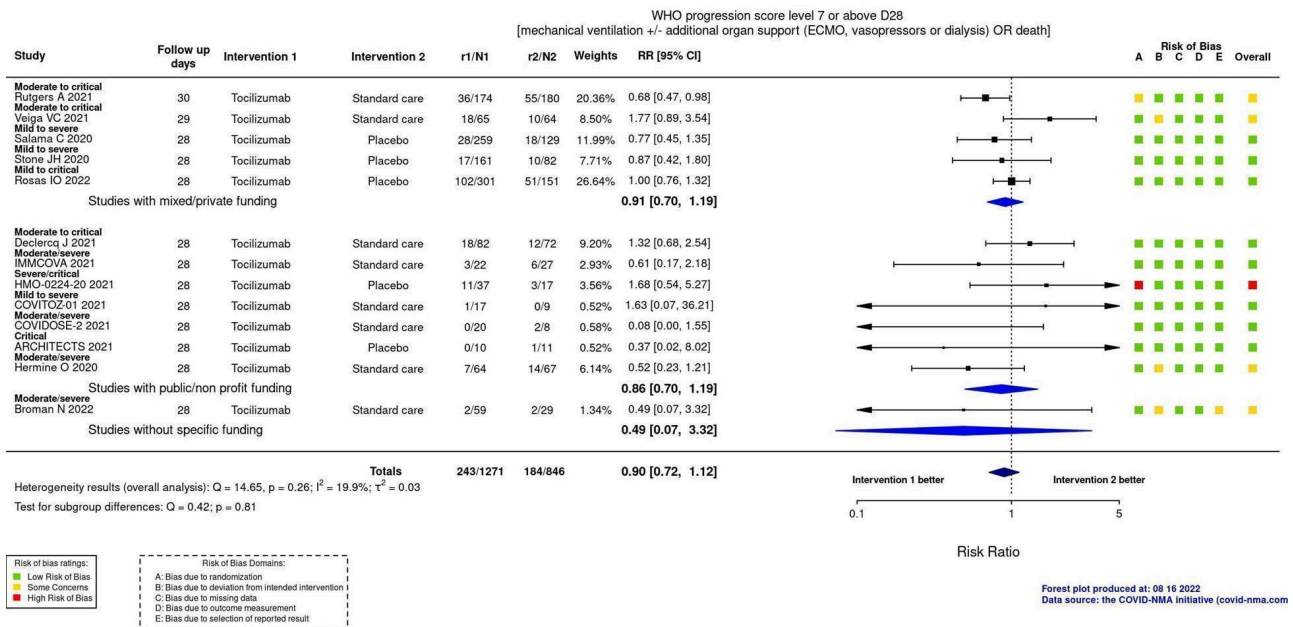 WHO progression score level 7 or above D28
[mechanical ventilation +/- additional organ support (ECMO, vasopressors or dialysis) OR death]
Study Follow up days Intervention 1 Intervention 2 r1/N1 r2/N2 Weights RR [95% CI] Risk of Bias A B C D E Overall
Moderate to critical
Rutgers A 2021 30 Tocilizumab Standard care 36/174 55/180 20.36% 0.68 [0.47, 0.98]
Moderate to critical
Veiga VC 2021 29 Tocilizumab Standard care 18/65 10/64 8.50% 1.77 [0.89, 3.54]
Mild to severe
Salama C 2020 28 Tocilizumab Placebo 28/259 18/129 11.99% 0.77 [0.45, 1.35]
Mild to severe
Stone JH 2020 28 Tocilizumab Placebo 17/161 10/82 7.71% 0.87 [0.42, 1.80]
Mild to critical
Rosas IO 2022 28 Tocilizumab Placebo 102/301 51/151 26.64% 1.00 [0.76, 1.32]
Studies with mixed/private funding 0.91 [0.70, 1.19]
Moderate to critical
Declercq J 2021 28 Tocilizumab Standard care 18/82 12/72 9.20% 1.32 [0.68, 2.54]
Moderate/severe
IMMCOVA 2021 28 Tocilizumab Standard care 3/22 6/27 2.93% 0.61 [0.17, 2.18]
Severe/critical
HMO-0224-20 2021 28 Tocilizumab Placebo 11/37 3/17 3.56% 1.68 [0.54, 5.27]
Mild to severe
COVITOZ-01 2021 28 Tocilizumab Standard care 1/17 0/9 0.52% 1.63 [0.07, 36.21]
Moderate/severe
COVIDOSE-2 2021 28 Tocilizumab Standard care 0/20 2/8 0.58% 0.08 [0.00, 1.55]
Critical
ARCHITECTS 2021 28 Tocilizumab Placebo 0/10 1/11 0.52% 0.37 [0.02, 8.02]
Moderate/severe
Hermine O 2020 28 Tocilizumab Standard care 7/64 14/67 6.14% 0.52 [0.23, 1.21]
Studies with public/non profit funding 0.86 [0.70, 1.19]
Moderate/severe
Broman N 2022 28 Tocilizumab Standard care 2/59 2/29 1.34% 0.49 [0.07, 3.32]
Studies without specific funding 0.49 [0.07, 3.32]
Totals 243/1271 184/846 0.90 [0.72, 1.12]
Heterogeneity results (overall analysis): Q = 14.65, p = 0.26; I² = 19.9%; τ² = 0.03
Test for subgroup differences: Q = 0.42; p = 0.81
Intervention 1 better Intervention 2 better
0.1 1 5
Risk Ratio
Risk of bias ratings:
Low Risk of Bias
Some Concerns
High Risk of Bias
Risk of Bias Domains:
A: Bias due to randomization
B: Bias due to deviation from intended intervention
C: Bias due to missing data
D: Bias due to outcome measurement
E: Bias due to selection of reported result
Forest plot produced at: 08 16 2022
Data source: the COVID-NMA initiative (covid-nma.com